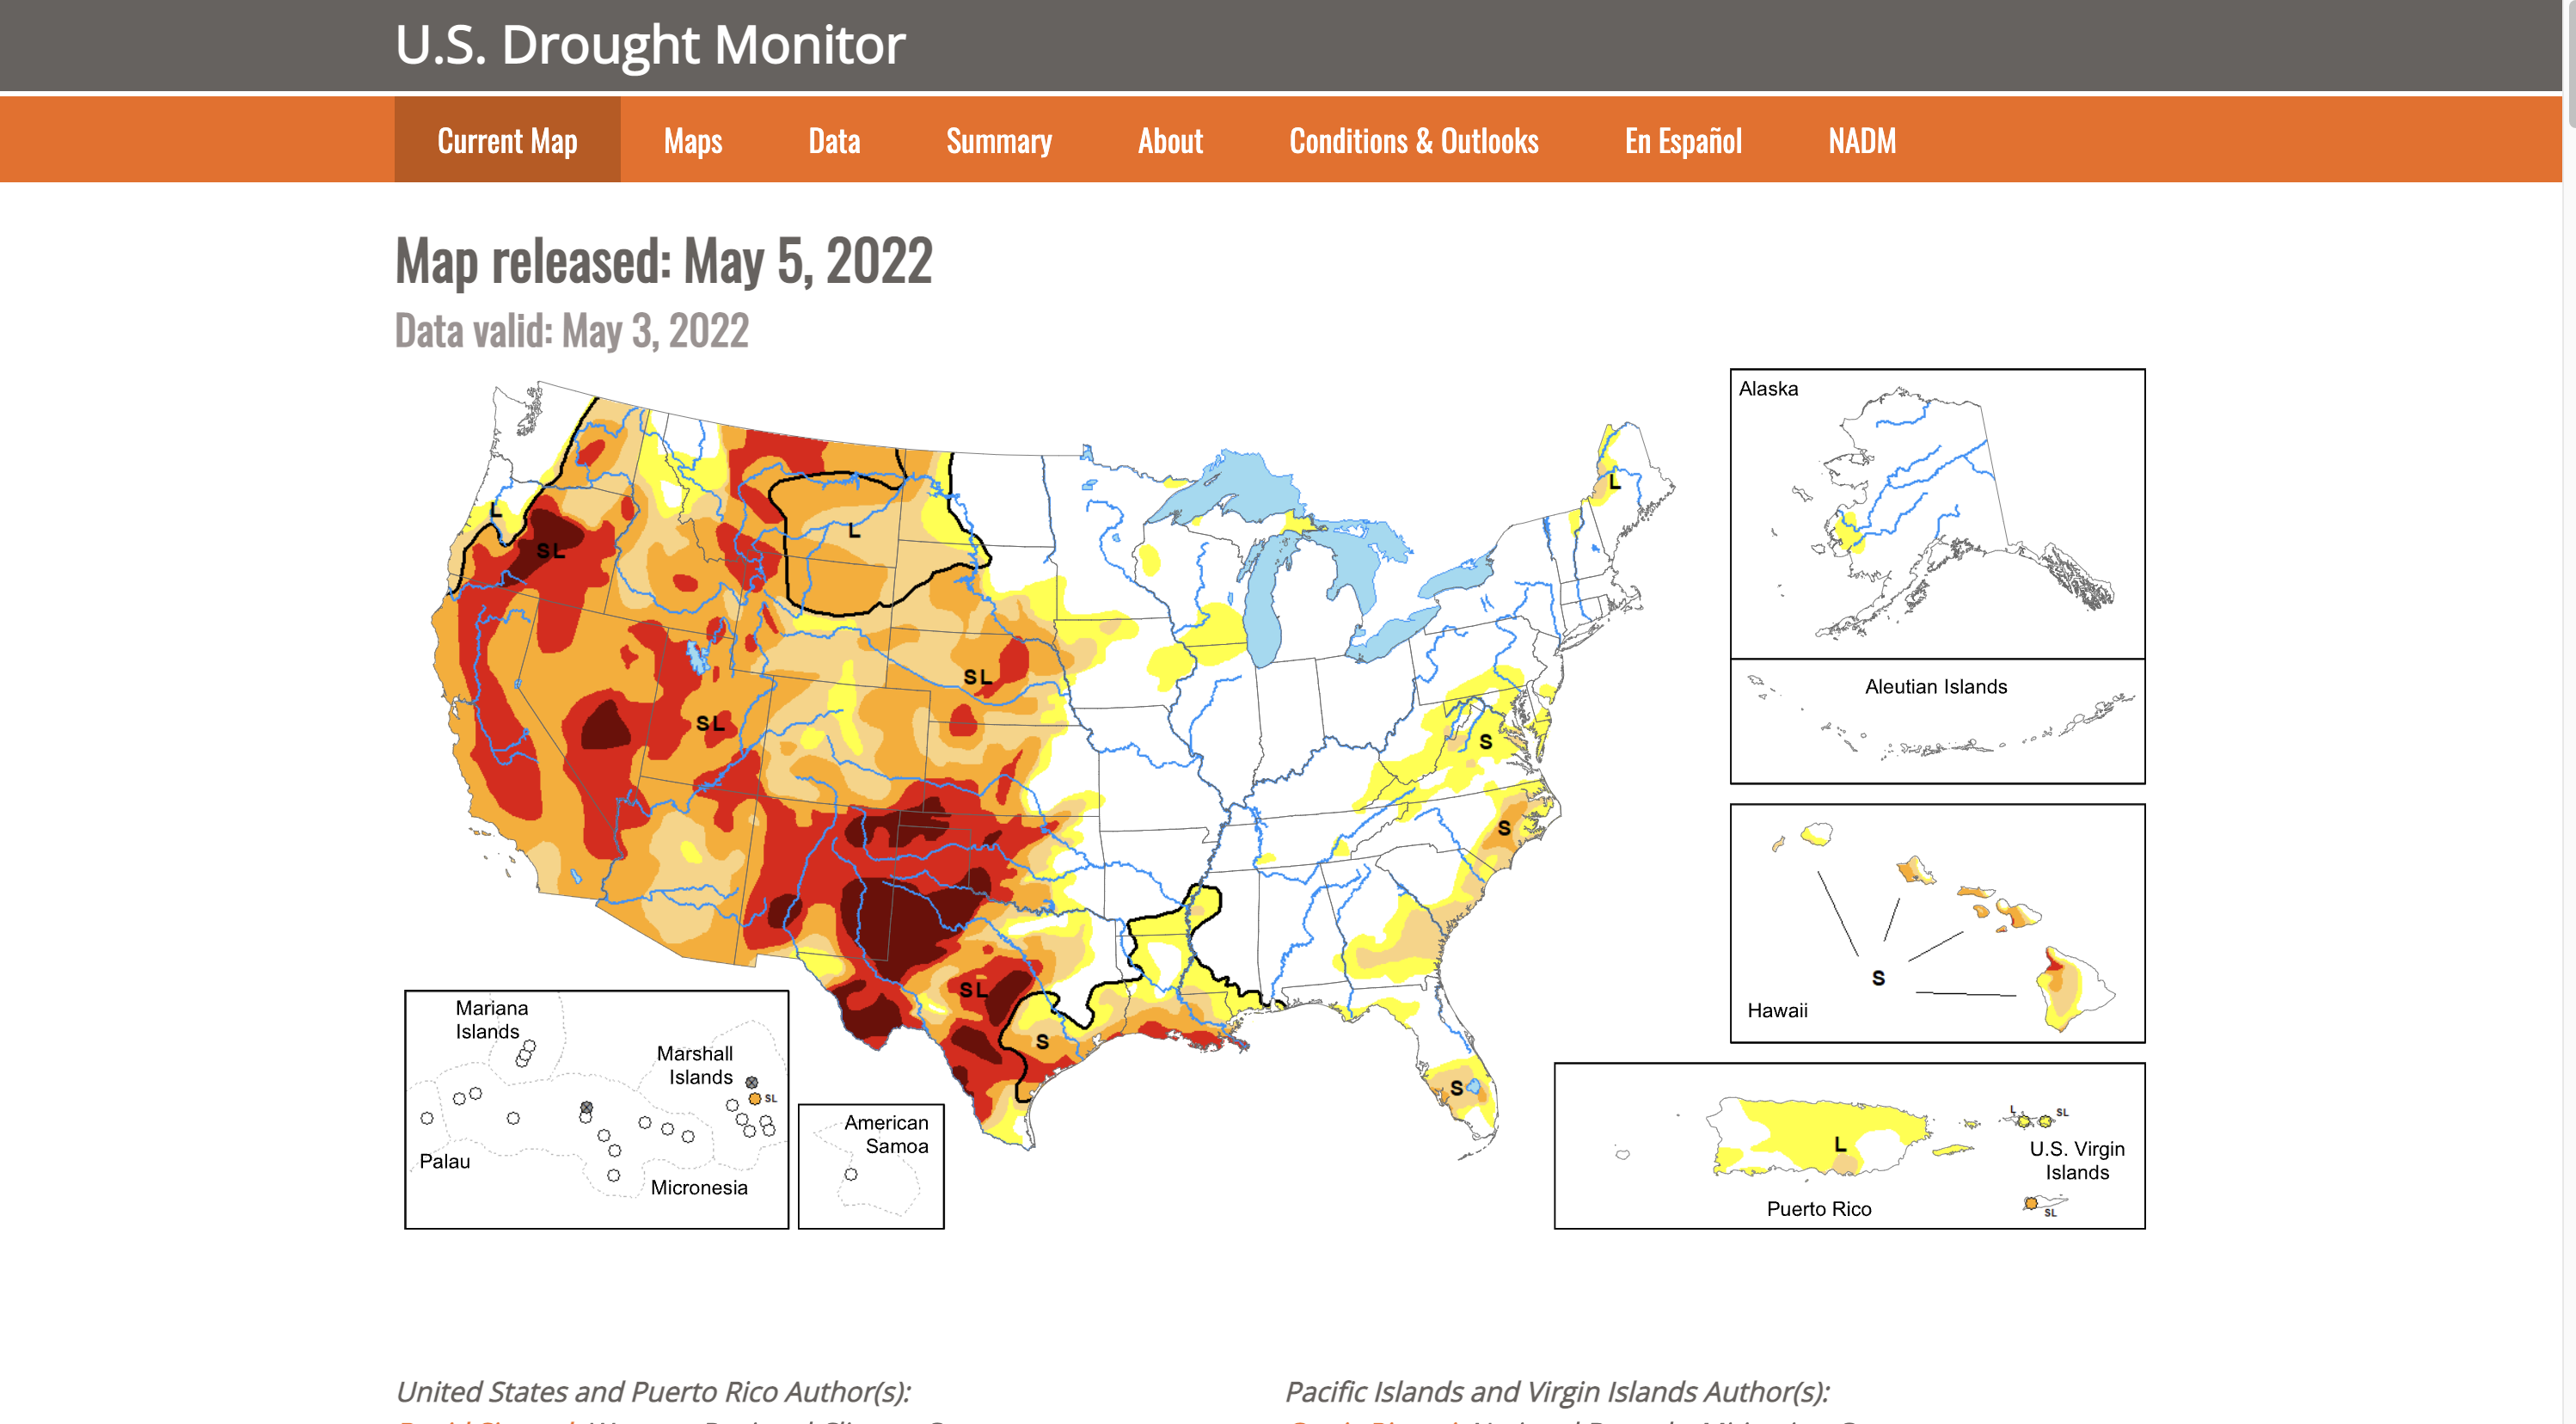 U.S. Drought Monitor
Current Map Maps Data Summary About Conditions & Outlooks En Español NADM
Map released: May 5, 2022
Data valid: May 3, 2022
L
SL
L
SL
SL
SL
S
L
S
S
S
Alaska
Aleutian Islands
S
Hawaii
Mariana
Islands
Marshall
Islands
SL
Palau
Micronesia
American
Samoa
L
SL
L
U.S. Virgin
Islands
Puerto Rico
SL
United States and Puerto Rico Author(s):
Pacific Islands and Virgin Islands Author(s):